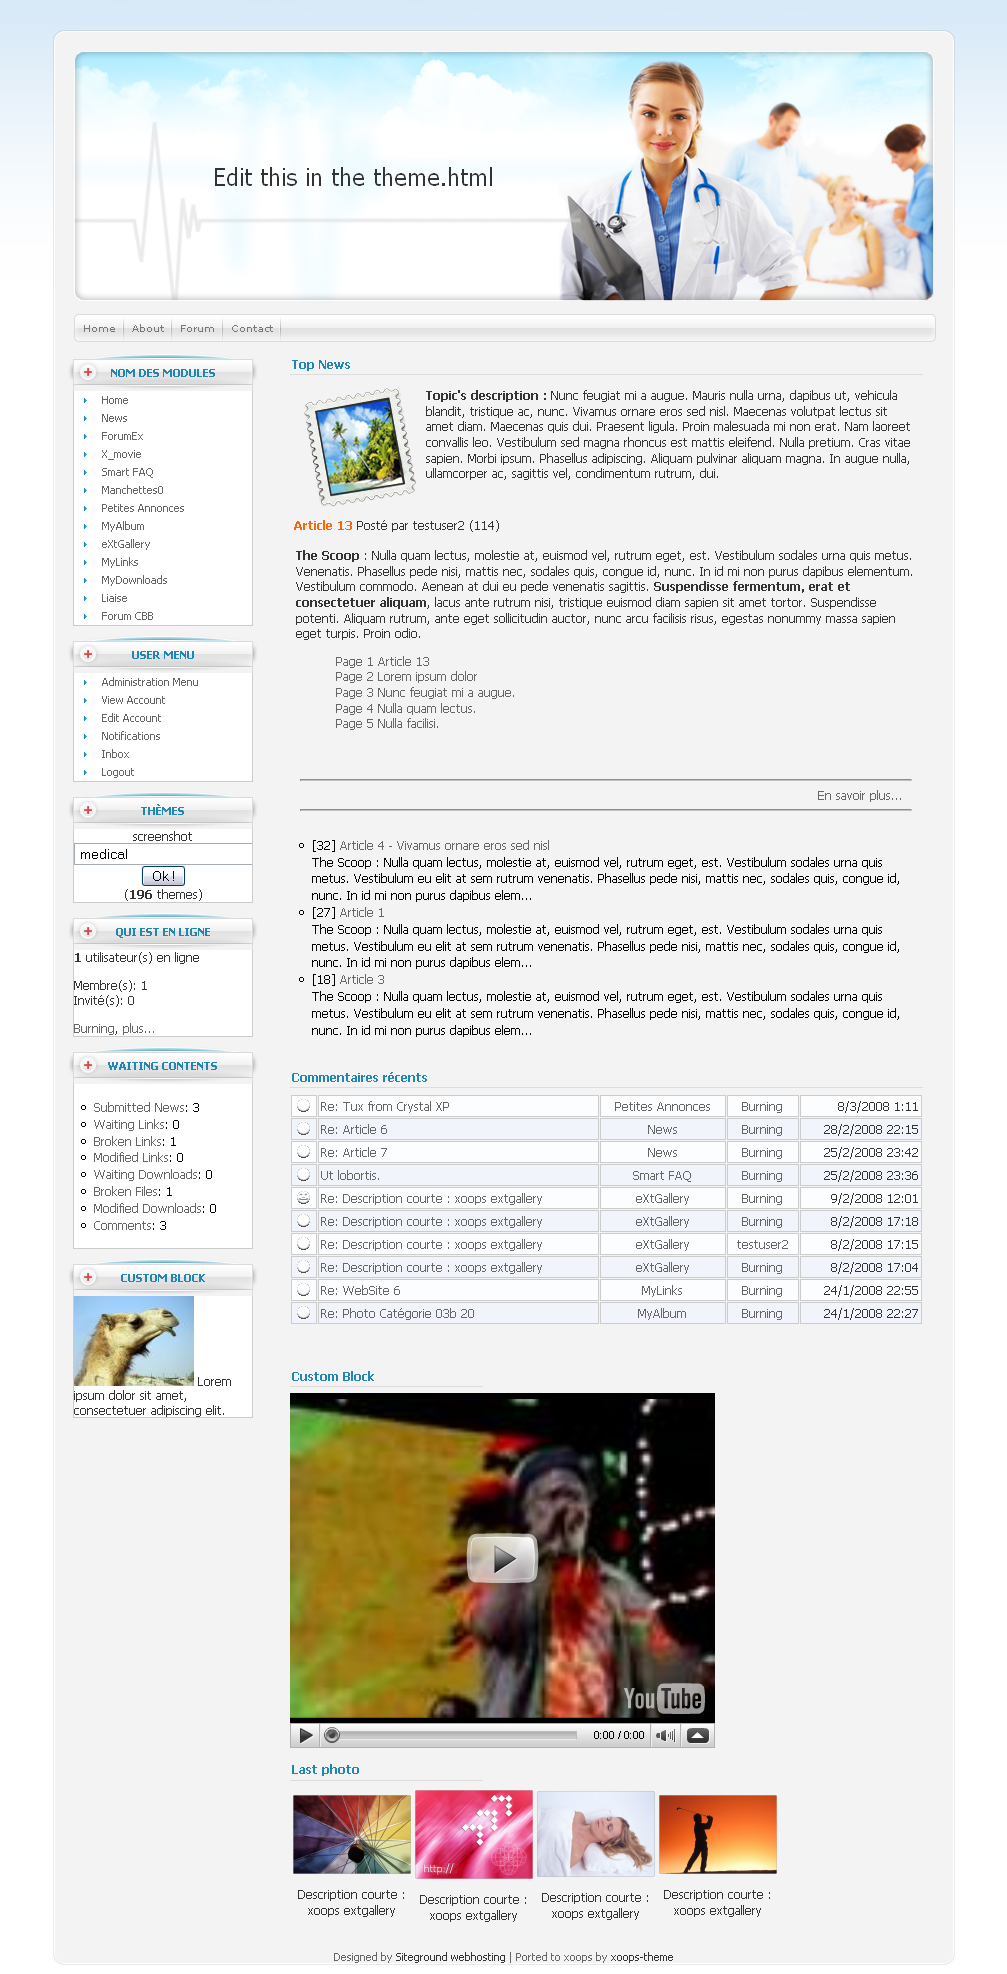 Edit this in the theme.html
Home About Forum Contact
NOM DES MODULES
Home
News
ForumEx
X_movie
Smart FAQ
Manchettes0
Petites Annonces
MyAlbum
eXtGallery
MyLinks
MyDownloads
Liaise
Forum CBB
USER MENU
Administration Menu
View Account
Edit Account
Notifications
Inbox
Logout
THÈMES
screenshot
medical
Ok !
(196 themes)
QUI EST EN LIGNE
1 utilisateur(s) en ligne
Membre(s): 1
Invité(s): 0
Burning, plus...
WAITING CONTENTS
Submitted News: 3
Waiting Links: 0
Broken Links: 1
Modified Links: 0
Waiting Downloads: 0
Broken Files: 1
Modified Downloads: 0
Comments: 3
CUSTOM BLOCK
Lorem
ipsum dolor sit amet,
consectetuer adipiscing elit.
Top News
Topic's description : Nunc feugiat mi a augue. Mauris nulla urna, dapibus ut, vehicula
blandit, tristique ac, nunc. Vivamus ornare eros sed nisl. Maecenas volutpat lectus sit
amet diam. Maecenas quis dui. Praesent ligula. Proin malesuada mi non erat. Nam laoreet
convallis leo. Vestibulum sed magna rhoncus est mattis eleifend. Nulla pretium. Cras vitae
sapien. Morbi ipsum. Phasellus adipiscing. Aliquam pulvinar aliquam magna. In augue nulla,
ullamcorper ac, sagittis vel, condimentum rutrum, dui.
Article 13 Posté par testuser2 (114)
The Scoop : Nulla quam lectus, molestie at, euismod vel, rutrum eget, est. Vestibulum sodales urna quis metus.
Venenatis. Phasellus pede nisi, mattis nec, sodales quis, congue id, nunc. In id mi non purus dapibus elementum.
Vestibulum commodo. Aenean at dui eu pede venenatis sagittis. Suspendisse fermentum, erat et
consectetuer aliquam, lacus ante rutrum nisi, tristique euismod diam sapien sit amet tortor. Suspendisse
potenti. Aliquam rutrum, ante eget sollicitudin auctor, nunc arcu facilisis risus, egestas nonummy massa sapien
eget turpis. Proin odio.
Page 1 Article 13
Page 2 Lorem ipsum dolor
Page 3 Nunc feugiat mi a augue.
Page 4 Nulla quam lectus.
Page 5 Nulla facilisi.
En savoir plus...
[32] Article 4 - Vivamus ornare eros sed nisl
The Scoop : Nulla quam lectus, molestie at, euismod vel, rutrum eget, est. Vestibulum sodales urna quis
metus. Vestibulum eu elit at sem rutrum venenatis. Phasellus pede nisi, mattis nec, sodales quis, congue id,
nunc. In id mi non purus dapibus elem...
[27] Article 1
The Scoop : Nulla quam lectus, molestie at, euismod vel, rutrum eget, est. Vestibulum sodales urna quis
metus. Vestibulum eu elit at sem rutrum venenatis. Phasellus pede nisi, mattis nec, sodales quis, congue id,
nunc. In id mi non purus dapibus elem...
[18] Article 3
The Scoop : Nulla quam lectus, molestie at, euismod vel, rutrum eget, est. Vestibulum sodales urna quis
metus. Vestibulum eu elit at sem rutrum venenatis. Phasellus pede nisi, mattis nec, sodales quis, congue id,
nunc. In id mi non purus dapibus elem...
Commentaires récents
Re: Tux from Crystal XP Petites Annonces Burning 8/3/2008 1:11
Re: Article 6 News Burning 28/2/2008 22:15
Re: Article 7 News Burning 25/2/2008 23:42
Ut lobortis. Smart FAQ Burning 25/2/2008 23:36
Re: Description courte : xoops extgallery eXtGallery Burning 9/2/2008 12:01
Re: Description courte : xoops extgallery eXtGallery Burning 8/2/2008 17:18
Re: Description courte : xoops extgallery eXtGallery testuser2 8/2/2008 17:15
Re: Description courte : xoops extgallery eXtGallery Burning 8/2/2008 17:04
Re: WebSite 6 MyLinks Burning 24/1/2008 22:55
Re: Photo Catégorie 03b 20 MyAlbum Burning 24/1/2008 22:27
Custom Block
YouTube
0:00 / 0:00
Last photo
http://
Description courte :
xoops extgallery
Description courte :
xoops extgallery
Description courte :
xoops extgallery
Description courte :
xoops extgallery
Designed by Siteground webhosting | Ported to xoops by xoops-theme